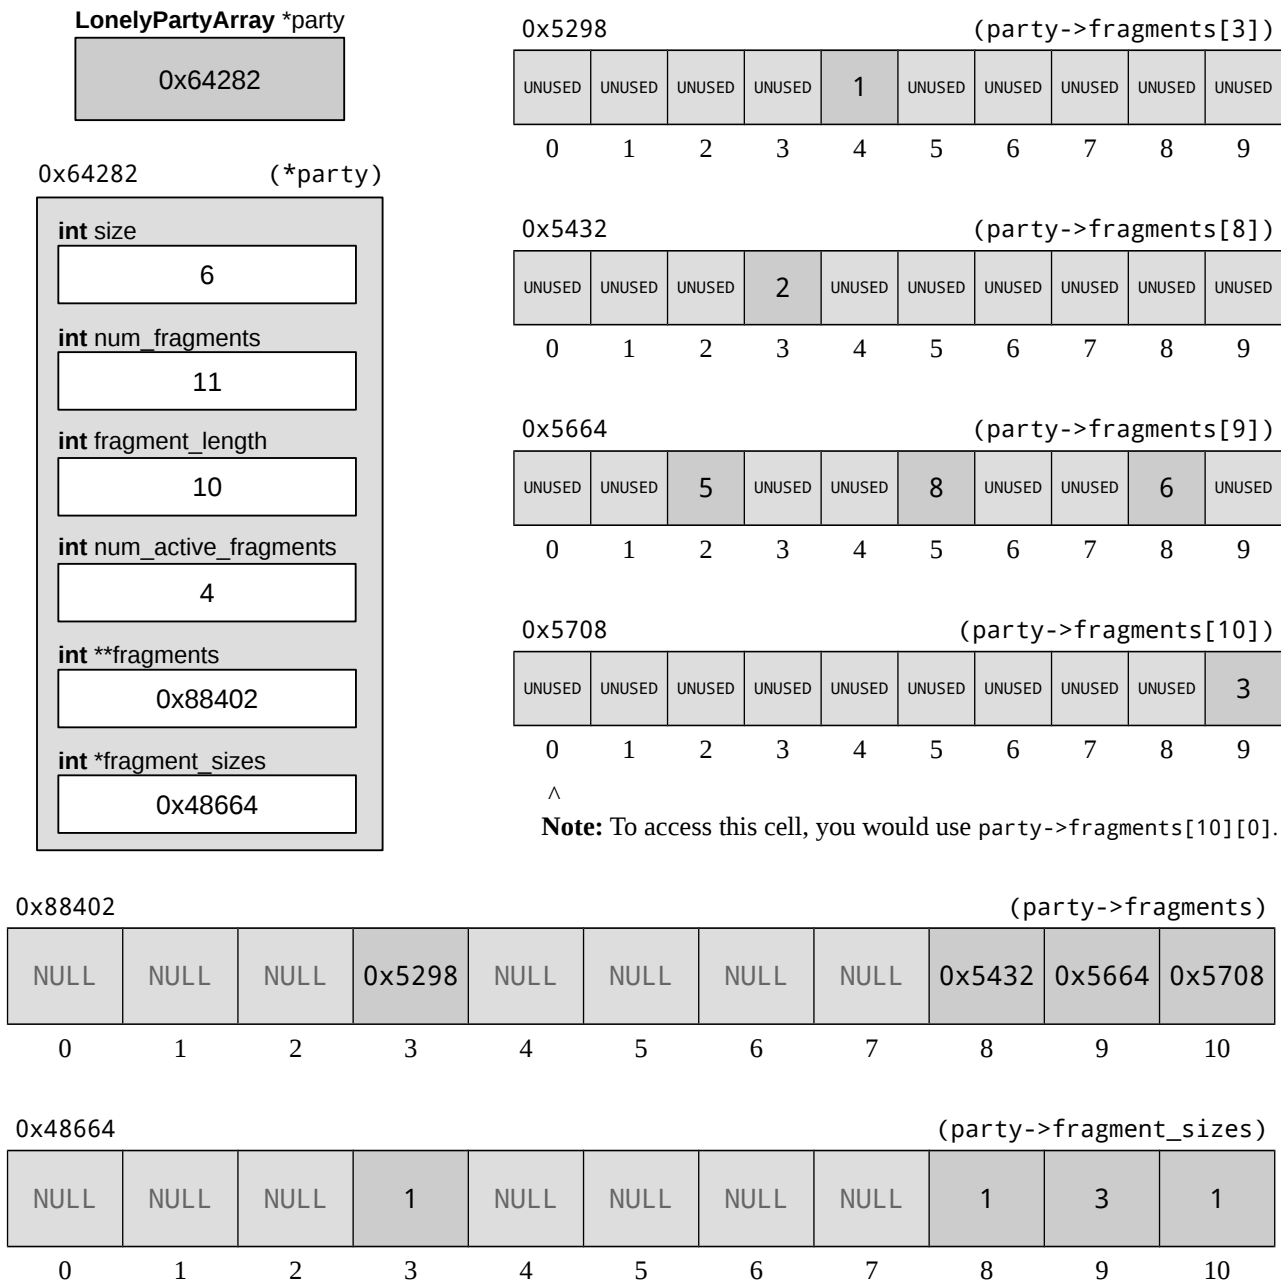 LonelyPartyArray *party
0x64282
0x64282 (*party)
int size
6
int num_fragments
11
int fragment_length
10
int num_active_fragments
4
int **fragments
0x88402
int *fragment_sizes
0x48664
0x5298 (party->fragments[3])
UNUSED UNUSED UNUSED UNUSED 1 UNUSED UNUSED UNUSED UNUSED UNUSED
0 1 2 3 4 5 6 7 8 9
0x5432 (party->fragments[8])
UNUSED UNUSED UNUSED 2 UNUSED UNUSED UNUSED UNUSED UNUSED UNUSED
0 1 2 3 4 5 6 7 8 9
0x5664 (party->fragments[9])
UNUSED UNUSED 5 UNUSED UNUSED 8 UNUSED UNUSED 6 UNUSED
0 1 2 3 4 5 6 7 8 9
0x5708 (party->fragments[10])
UNUSED UNUSED UNUSED UNUSED UNUSED UNUSED UNUSED UNUSED UNUSED 3
0 1 2 3 4 5 6 7 8 9
^
Note: To access this cell, you would use party->fragments[10][0].
0x88402 (party->fragments)
NULL NULL NULL 0x5298 NULL NULL NULL NULL 0x5432 0x5664 0x5708
0 1 2 3 4 5 6 7 8 9 10
0x48664 (party->fragment_sizes)
NULL NULL NULL 1 NULL NULL NULL NULL 1 3 1
0 1 2 3 4 5 6 7 8 9 10